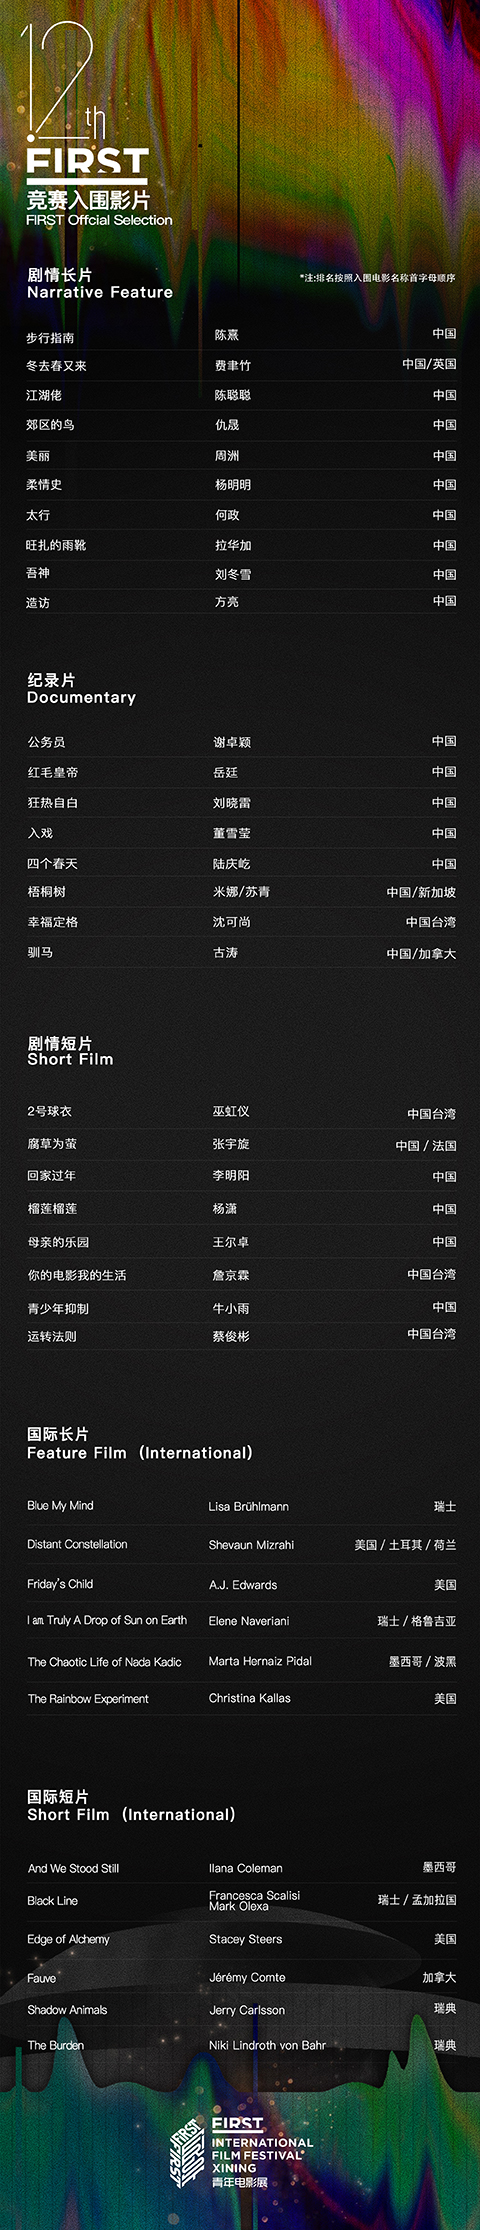 12th
FIRST
竞赛入围影片
FIRST Offcial Selection
剧情长片
Narrative Feature
*注:排名按照入围电影名称首字母顺序
步行指南 陈熹 中国
冬去春又来 费聿竹 中国/英国
江湖佬 陈聪聪 中国
郊区的鸟 仇晟 中国
美丽 周洲 中国
柔情史 杨明明 中国
太行 何政 中国
旺扎的雨靴 拉华加 中国
吾神 刘冬雪 中国
造访 方亮 中国
纪录片
Documentary
公务员 谢卓颖 中国
红毛皇帝 岳廷 中国
狂热自白 刘晓雷 中国
入戏 董雪莹 中国
四个春天 陆庆屹 中国
梧桐树 米娜/苏青 中国/新加坡
幸福定格 沈可尚 中国台湾
驯马 古涛 中国/加拿大
剧情短片
Short Film
2号球衣 巫虹仪 中国台湾
腐草为萤 张宇旋 中国 / 法国
回家过年 李明阳 中国
榴莲榴莲 杨潇 中国
母亲的乐园 王尔卓 中国
你的电影我的生活 詹京霖 中国台湾
青少年抑制 牛小雨 中国
运转法则 蔡俊彬 中国台湾
国际长片
Feature Film （International）
Blue My Mind Lisa Brühlmann 瑞士
Distant Constellation Shevaun Mizrahi 美国 / 土耳其 / 荷兰
Friday's Child A.J. Edwards 美国
I am Truly A Drop of Sun on Earth Elene Naveriani 瑞士 / 格鲁吉亚
The Chaotic Life of Nada Kadic Marta Hernaiz Pidal 墨西哥 / 波黑
The Rainbow Experiment Christina Kallas 美国
国际短片
Short Film （International）
And We Stood Still Ilana Coleman 墨西哥
Black Line Francesca Scalisi 瑞士 / 孟加拉国
Mark Olexa
Edge of Alchemy Stacey Steers 美国
Fauve Jérémy Comte 加拿大
Shadow Animals Jerry Carlsson 瑞典
The Burden Niki Lindroth von Bahr 瑞典
FIRST
INTERNATIONAL
FILM FESTIVAL®
XINING
青年电影展